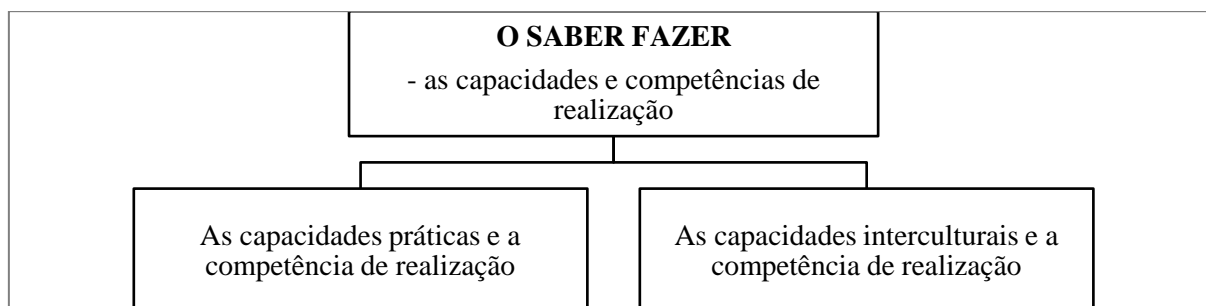 O SABER FAZER
- as capacidades e competências de
realização
As capacidades práticas e a
competência de realização
As capacidades interculturais e a
competência de realização